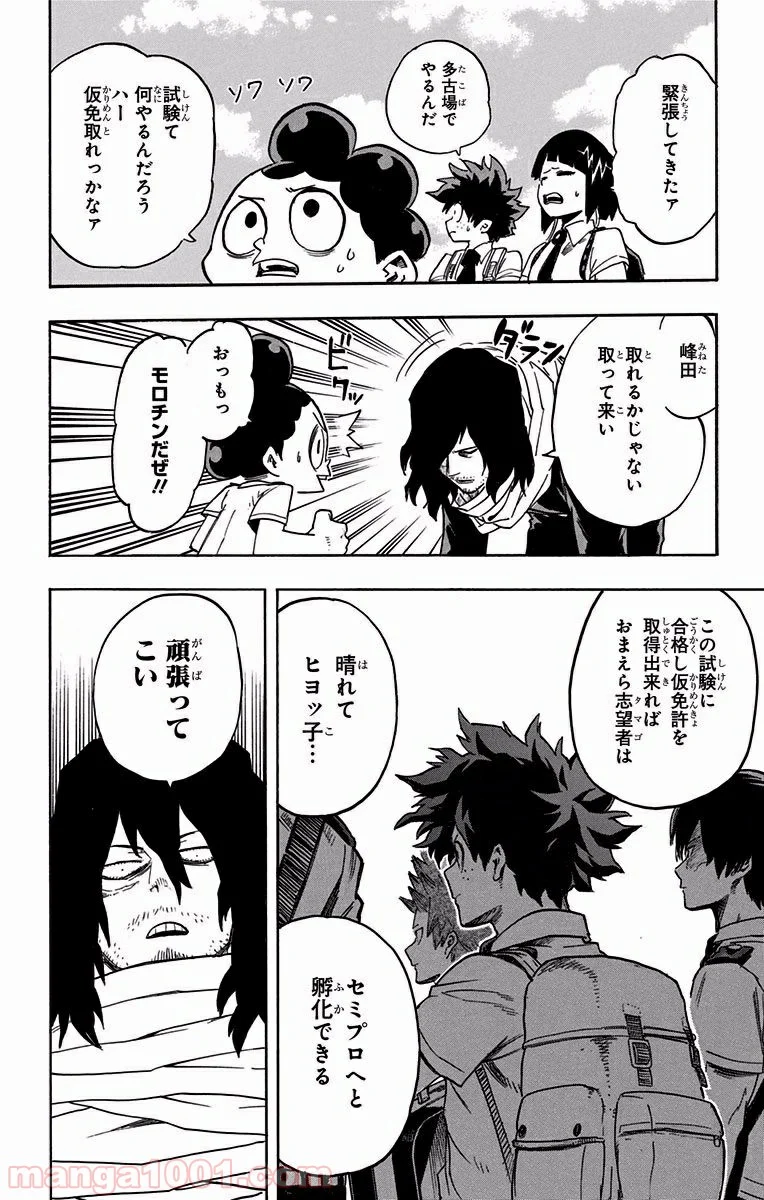 緊張してきたァ
多古場で
やるんだ
ソワ ソワ
試験て
何やるんだろう
ハー
仮免取れっかなァ
峰田
取れるかじゃない
取って来い
ダラン
ビクッ
おっもっ
モロチンだぜ!!
この試験に
合格し仮免許を
取得出来れば
おまえら志望者は
タマゴ
晴れて
ヒヨッ子…
セミプロへと
孵化できる
頑張って
こい
manga1001.com